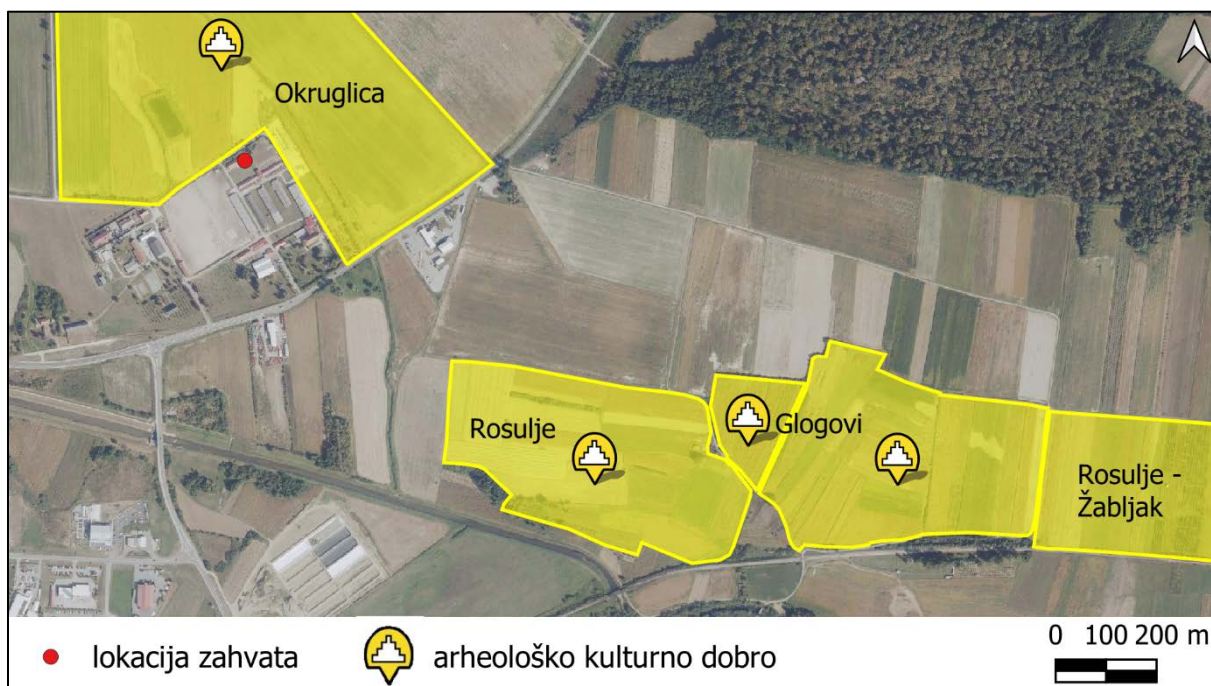 Okruglica
Rosulje
Glogovi
Rosulje -
Žabljak
lokacija zahvata
arheološko kulturno dobro
0 100 200 m